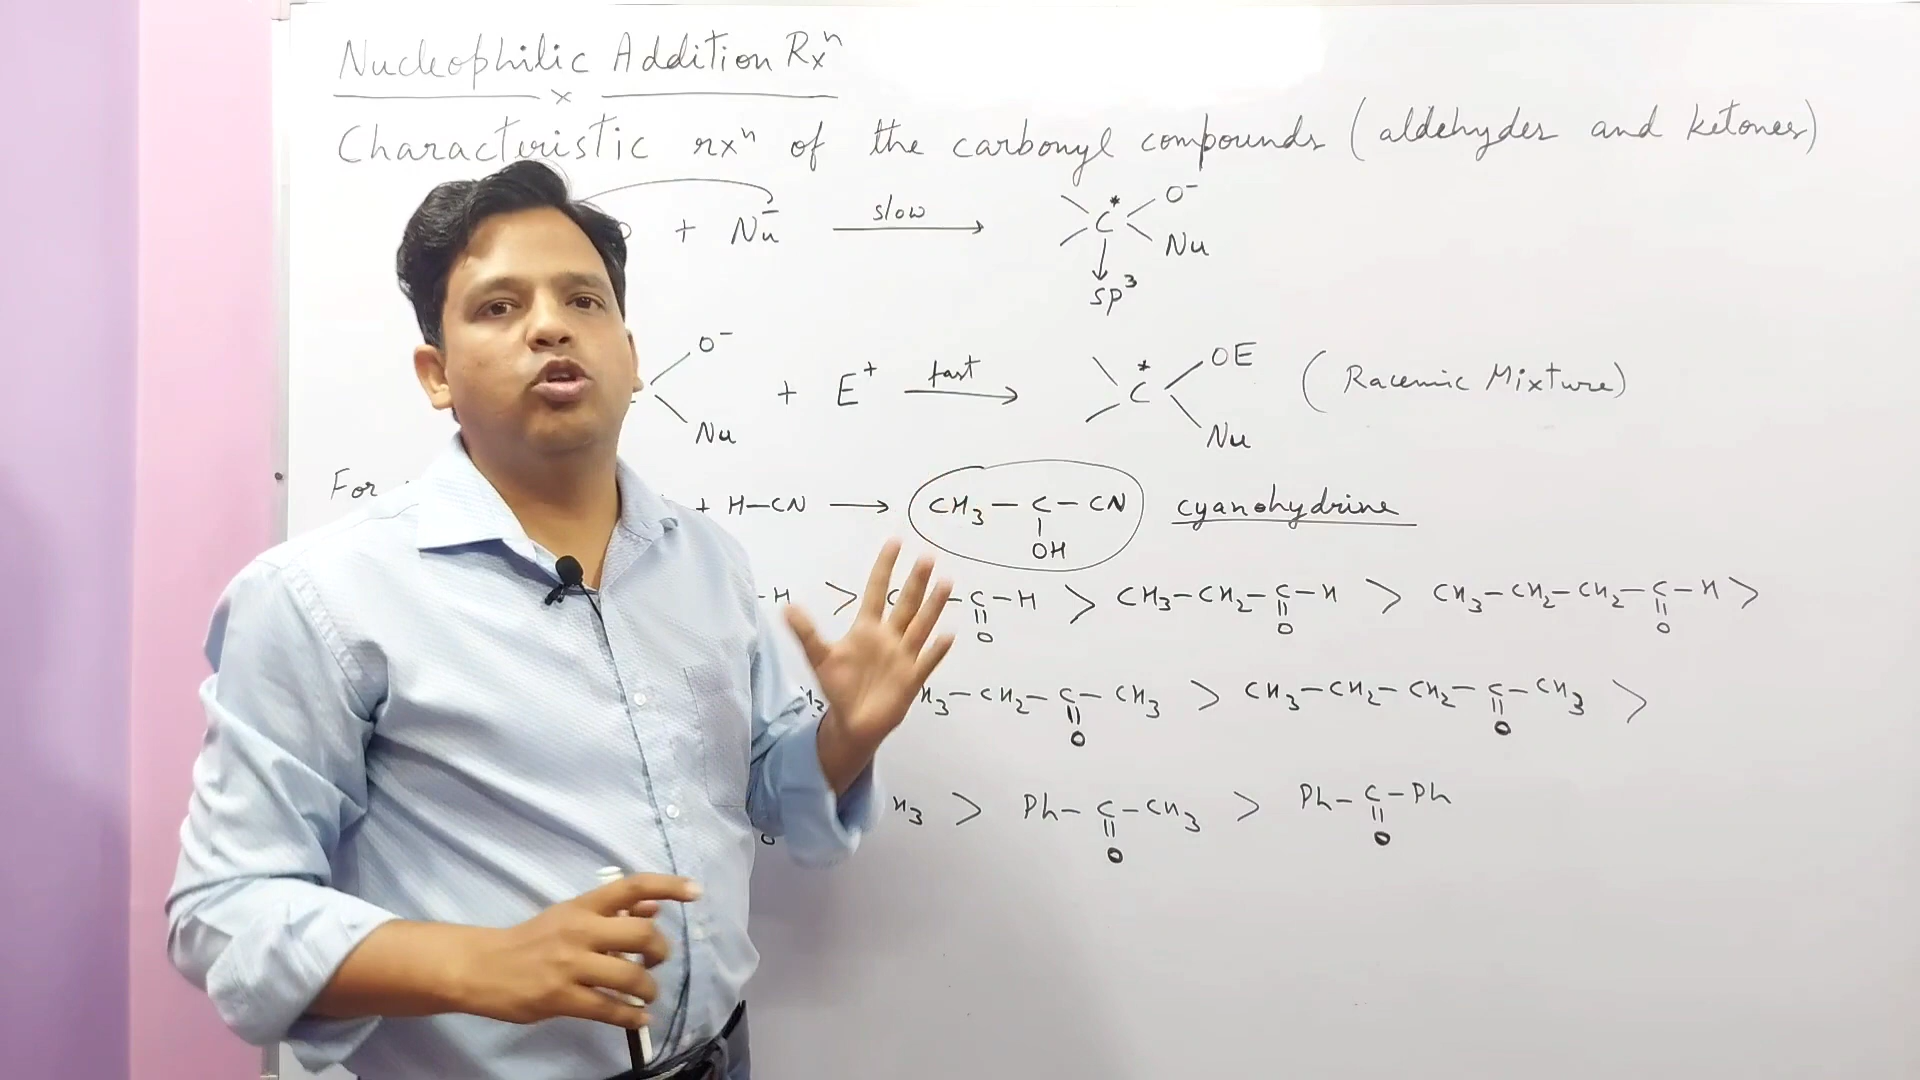 Nucleophilic Addition Rxⁿ
x
Characteristic rxⁿ of the carbonyl compounds (aldehydes and ketones)
+ Nu⁻ slow → C* O⁻ Nu
sp³
O⁻ Nu + E⁺ fast → C* OE Nu (Racemic Mixture)
For + H-CN → CH₃-C-CN cyanohydrine
OH
-H > -C-H > CH₃-CH₂-C-H > CH₃-CH₂-CH₂-C-H >
O O O
-CH₂-C-CH₃ > CH₃-CH₂-CH₂-C-CH₃ >
O O
> Ph-C-CH₃ > Ph-C-Ph
O O O